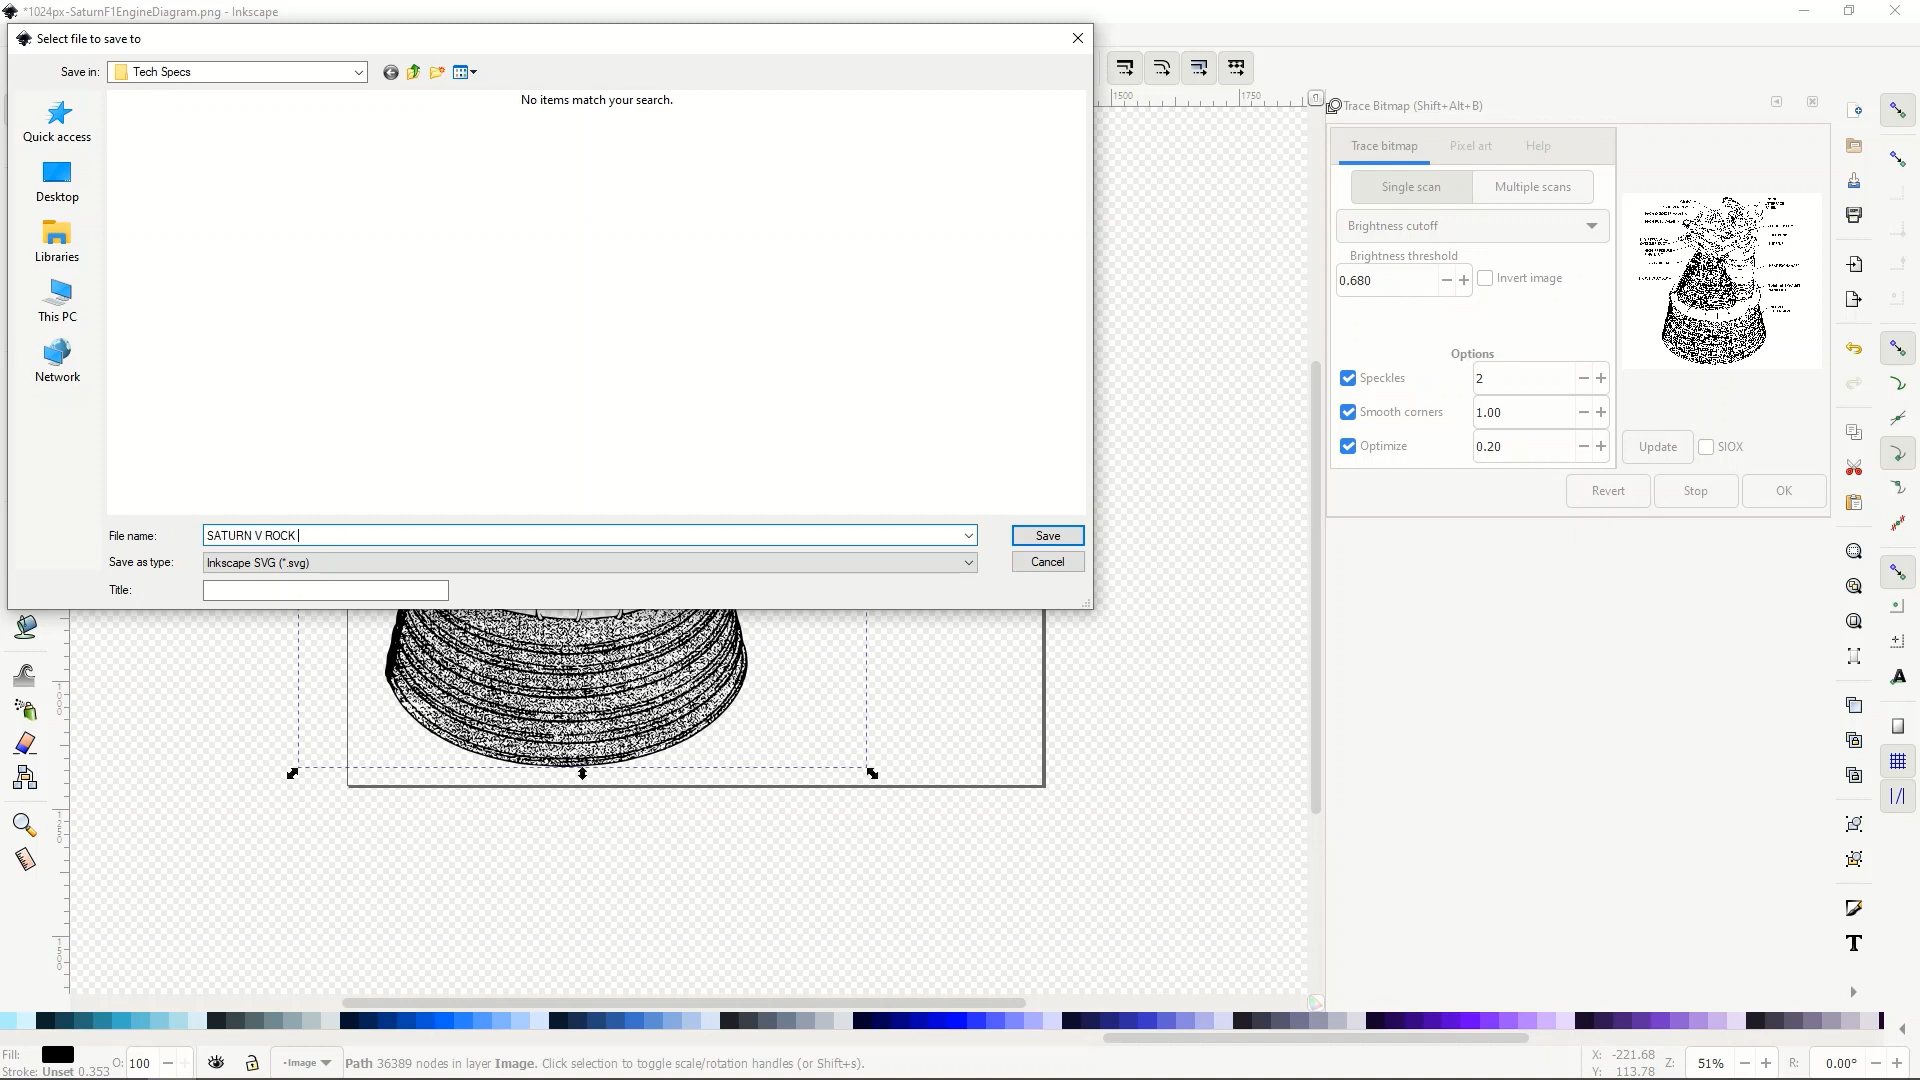 *1024px-SaturnF1EngineDiagram.png - Inkscape
Select file to save to
Save in:
Tech Specs
No items match your search.
Quick access
Desktop
Libraries
This PC
Network
File name:
SATURN V ROCK
Save
Save as type:
Inkscape SVG (*.svg)
Cancel
Title:
1500
1750
Trace Bitmap (Shift+Alt+B)
Trace bitmap
Pixel art
Help
Single scan
Multiple scans
Brightness cutoff
Brightness threshold
0.680
Invert image
Options
Speckles
2
Smooth corners
1.00
Optimize
0.20
Update
SIOX
Revert
Stop
OK
1000
1250
1500
Fill:
Stroke: Unset 0.353
O: 100
-Image
Path 36389 nodes in layer Image. Click selection to toggle scale/rotation handles (or Shift+s).
X: -221.68
Y: 113.78
Z: 51%
R: 0.00°